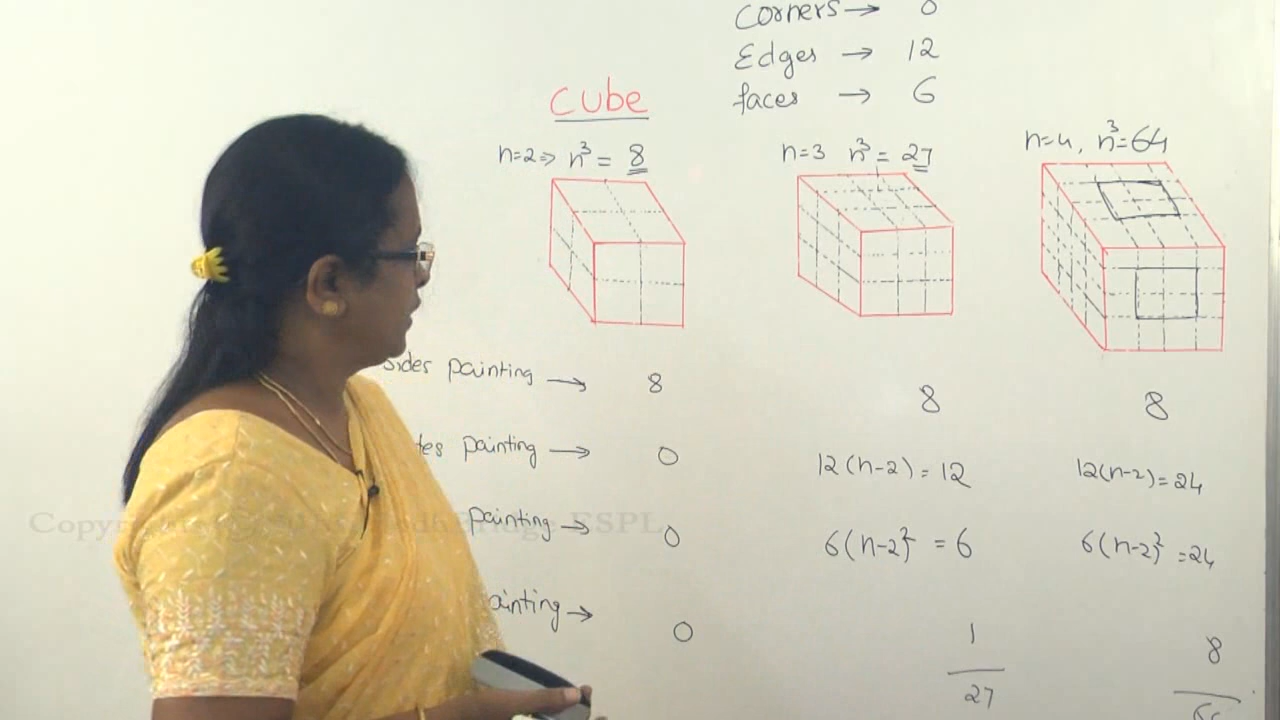 Corners → 8
Edges → 12
faces → 6
cube
n=2⇒ n³ = 8
n=3 n³ = 27
n=4, n³=64
sides painting → 8 8 8
painting → 0 12(n-2) = 12 12(n-2)=24
painting → 0 6(n-2)² = 6 6(n-2)² =24
ainting → 0 1 8
27